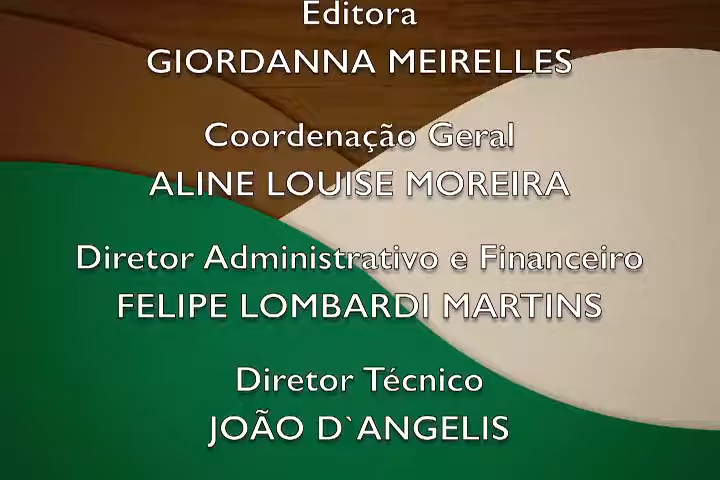 Editora
GIORDANNA MEIRELLES
Coordenação Geral
ALINE LOUISE MOREIRA
Diretor Administrativo e Financeiro
FELIPE LOMBARDI MARTINS
Diretor Técnico
JOÃO D`ANGELIS